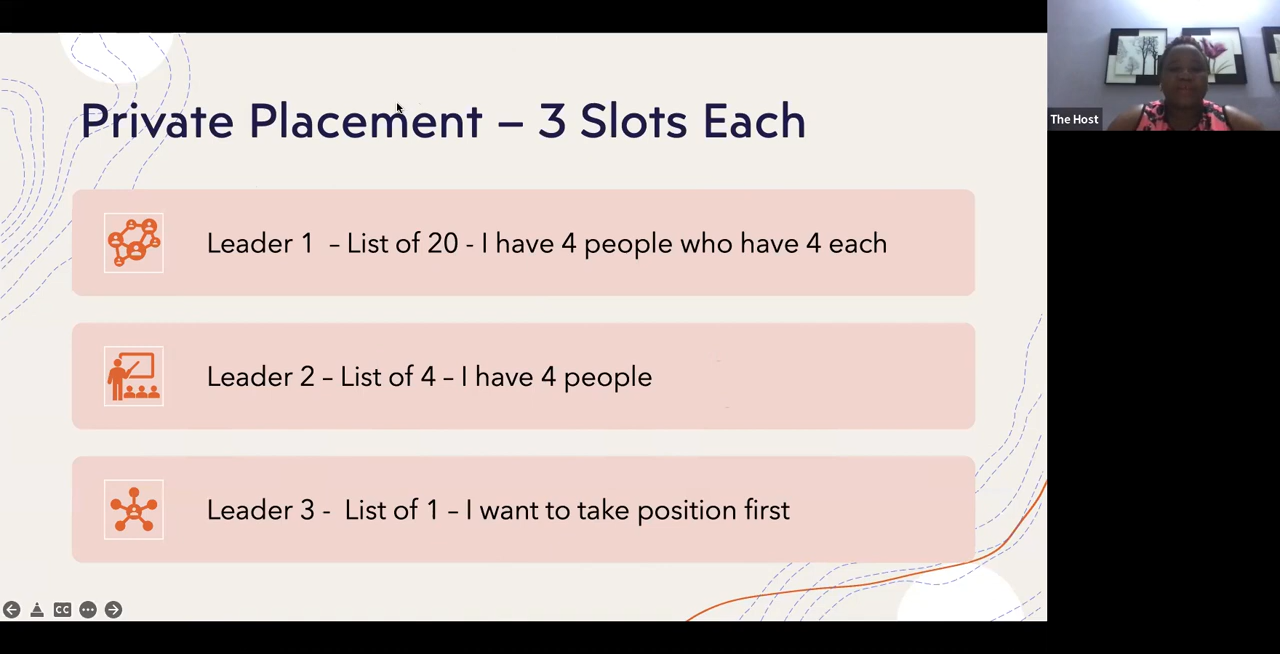 Private Placement – 3 Slots Each
Leader 1 – List of 20 - I have 4 people who have 4 each
Leader 2 – List of 4 – I have 4 people
Leader 3 - List of 1 – I want to take position first
The Host
CC